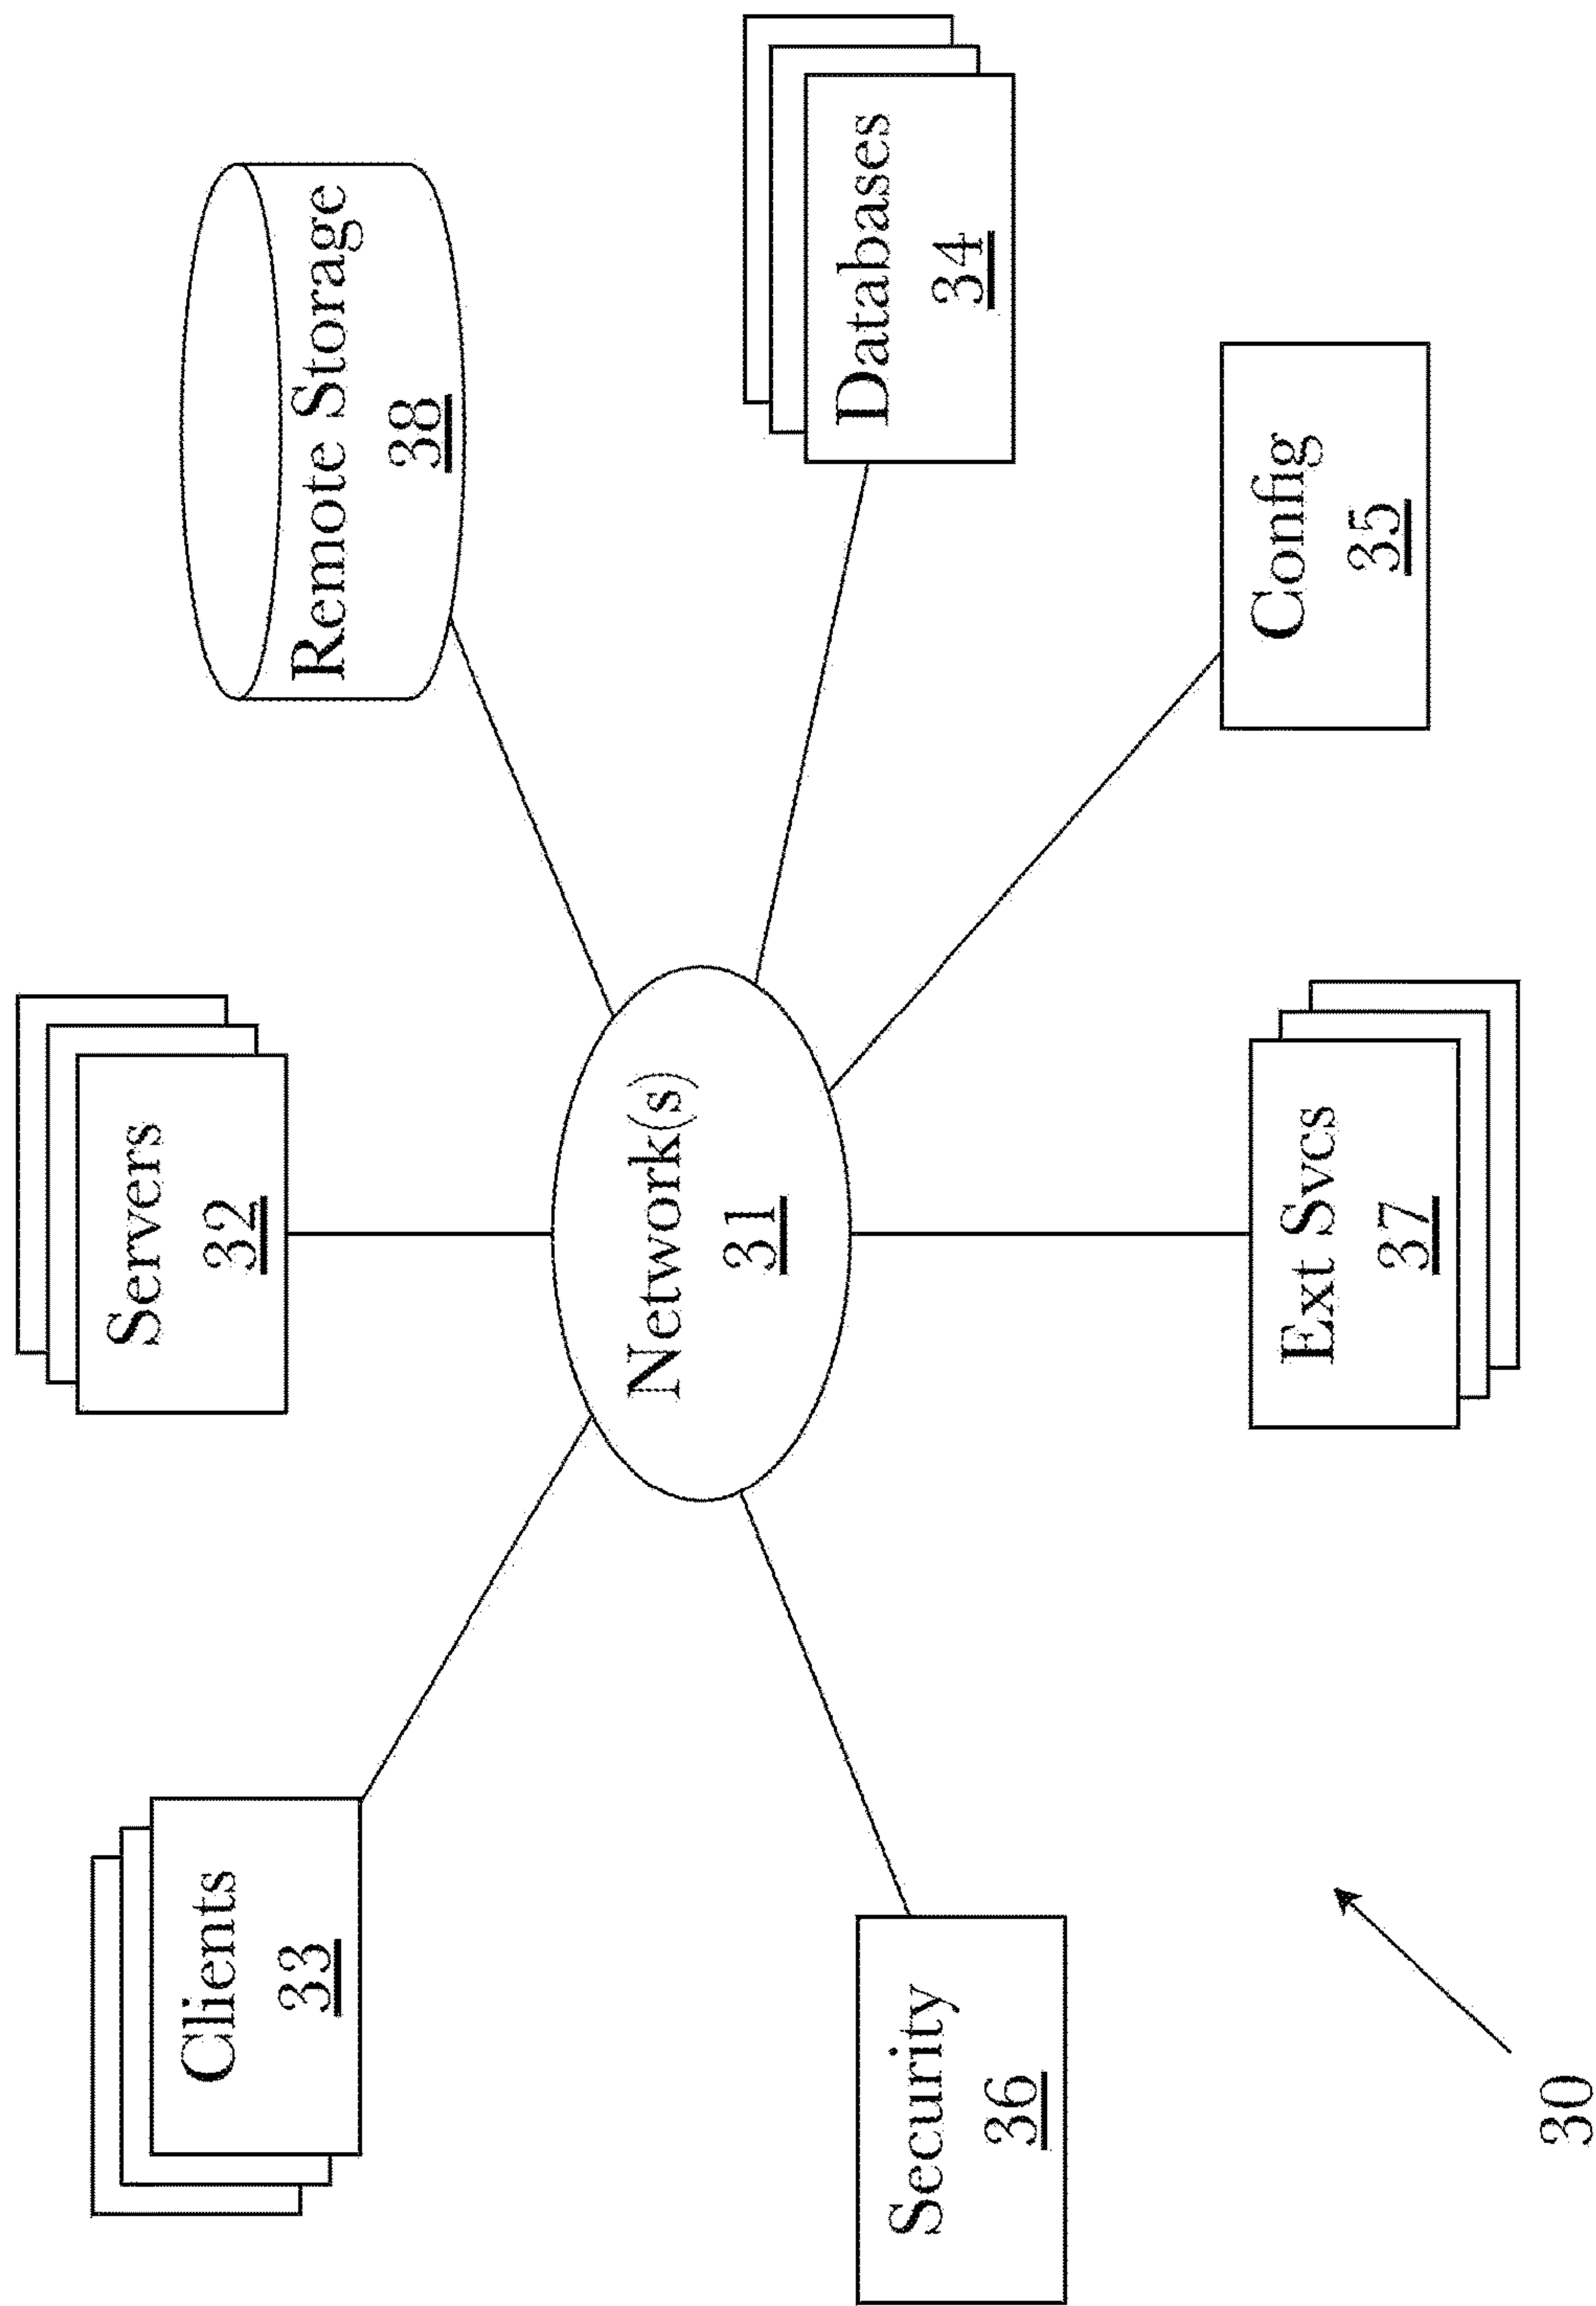 Servers
32
Clients
33
Remote Storage
38
Network(s)
31
Databases
34
Security
36
Config
35
Ext Svcs
37
30